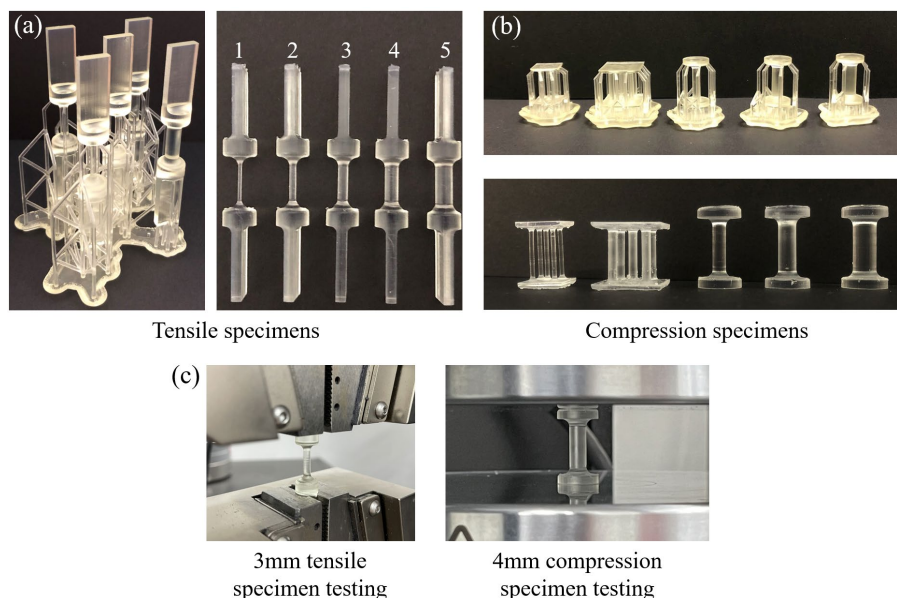 (a)
1 2 3 4 5
(b)
Tensile specimens
Compression specimens
(c)
3mm tensile
specimen testing
4mm compression
specimen testing